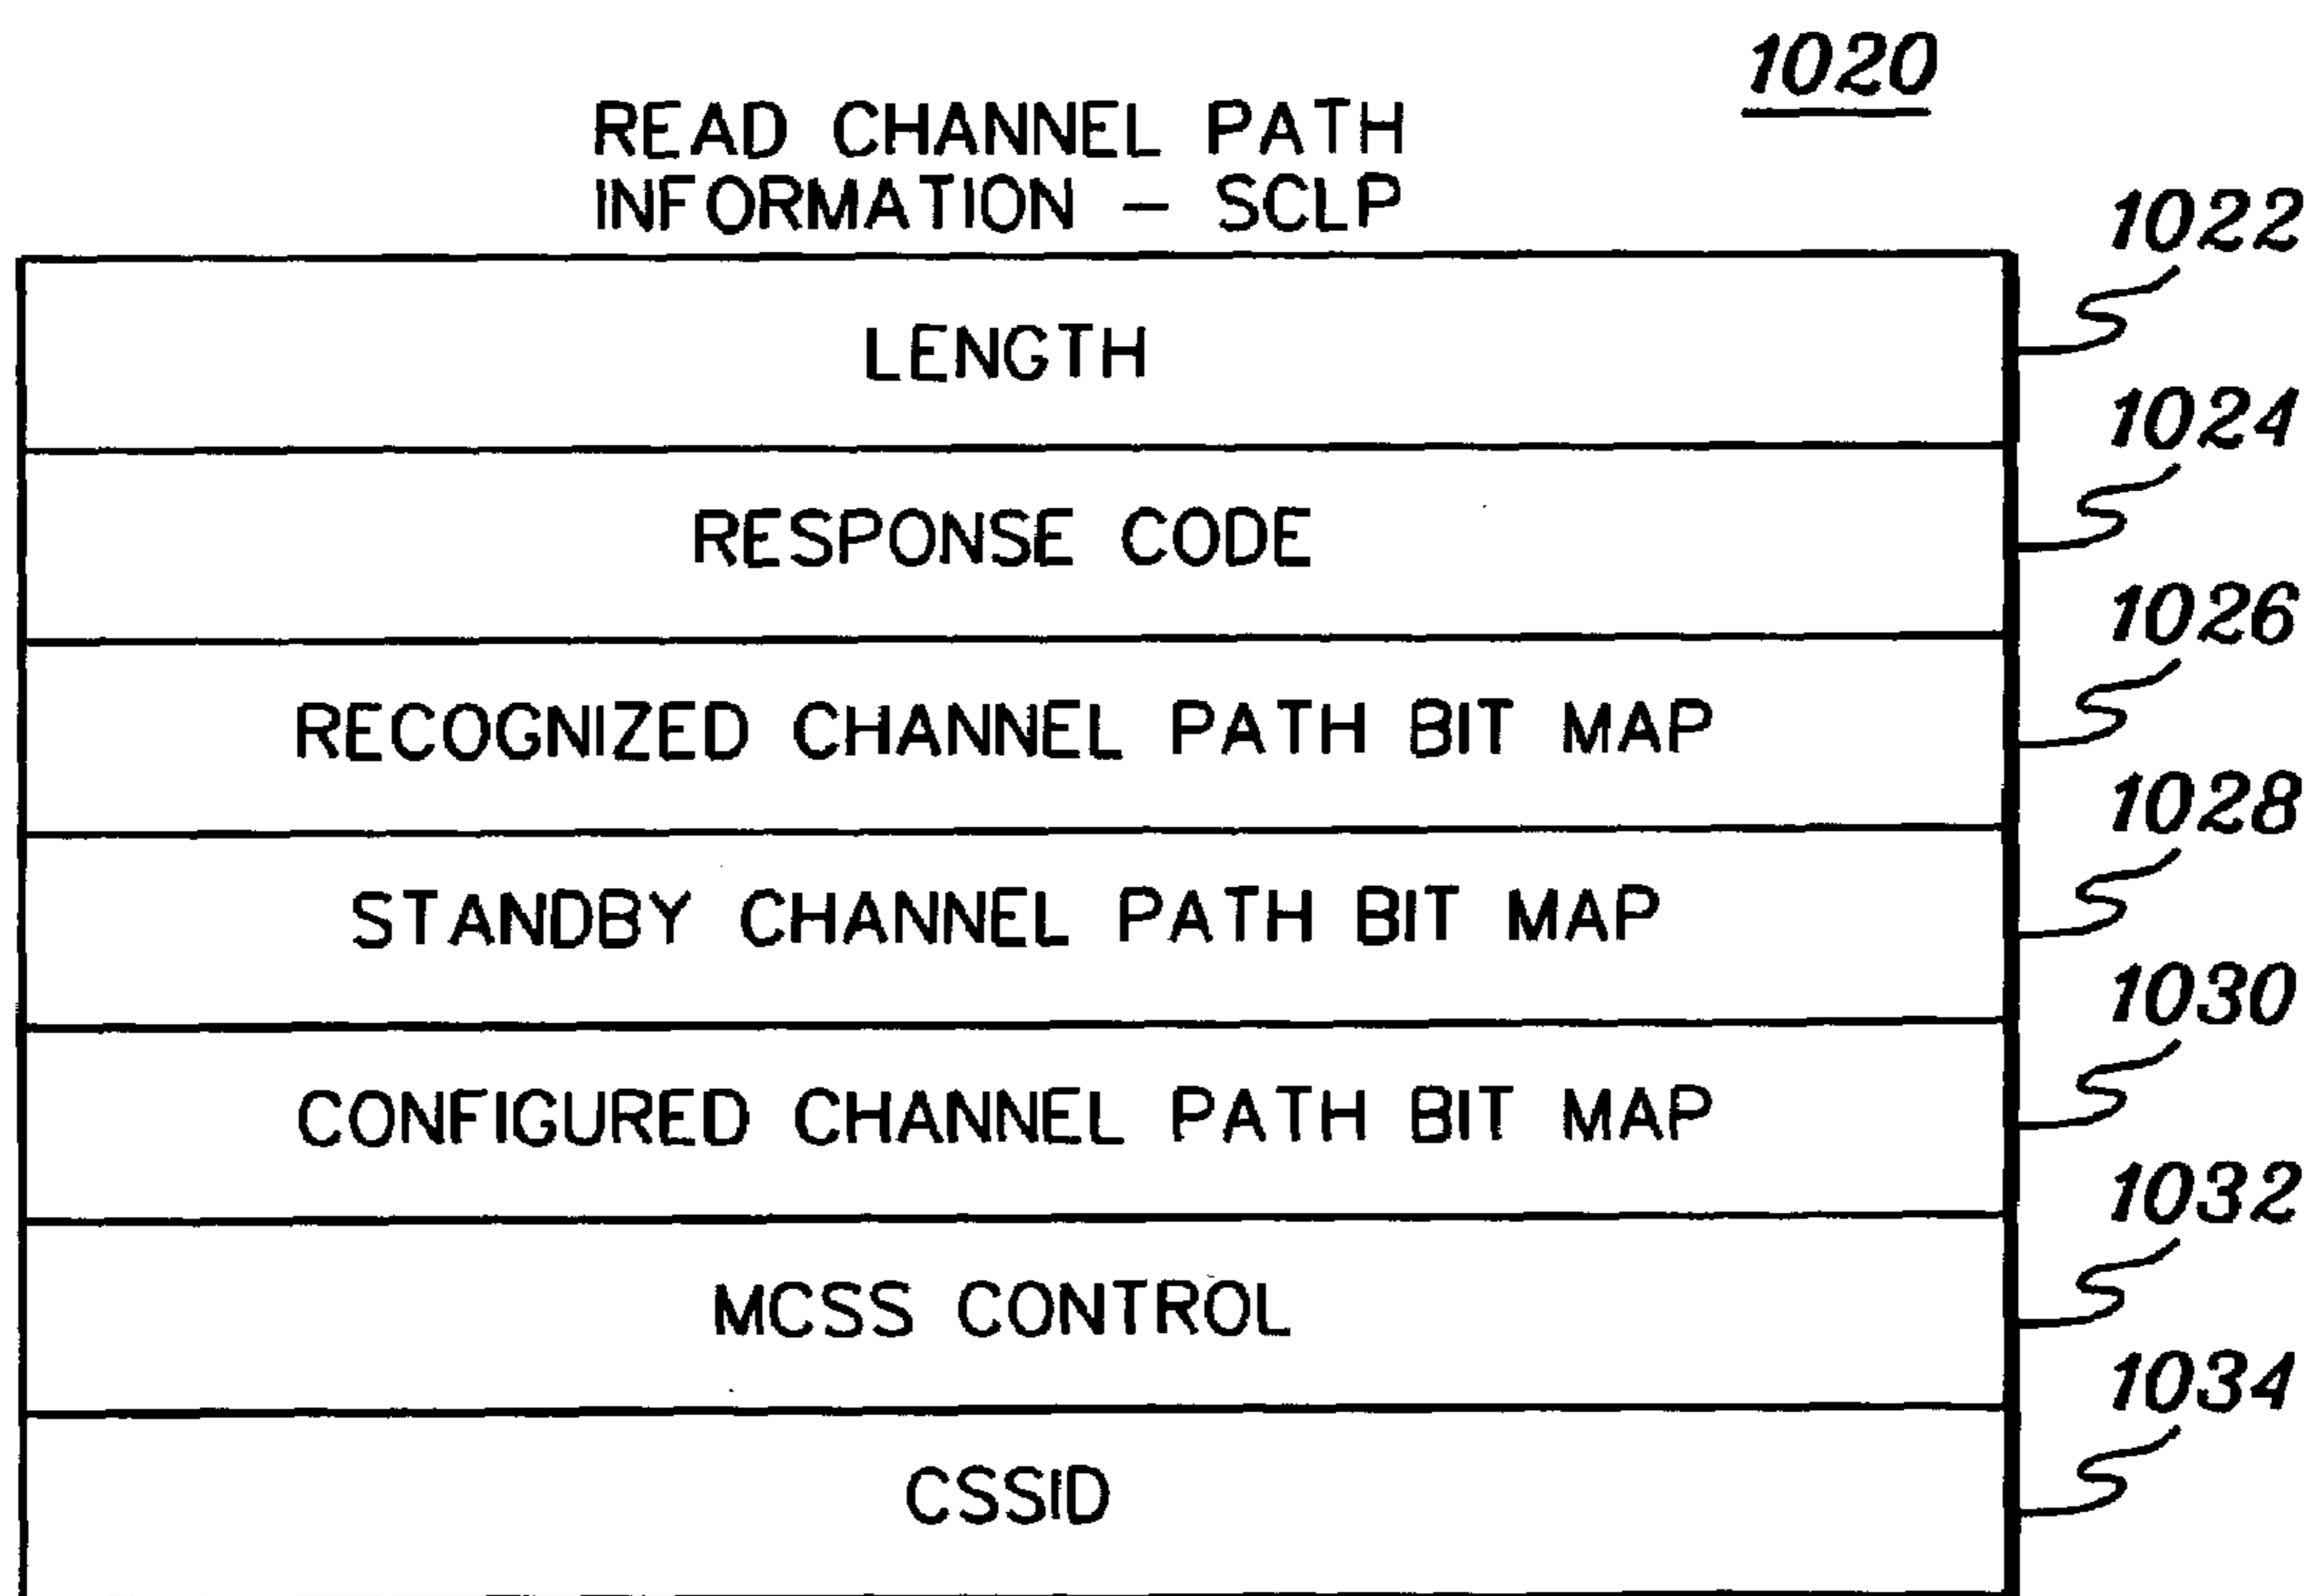 1020
READ CHANNEL PATH
INFORMATION – SCLP
1022
LENGTH
1024
RESPONSE CODE
1026
RECOGNIZED CHANNEL PATH BIT MAP
1028
STANDBY CHANNEL PATH BIT MAP
1030
CONFIGURED CHANNEL PATH BIT MAP
1032
MCSS CONTROL
1034
CSSID